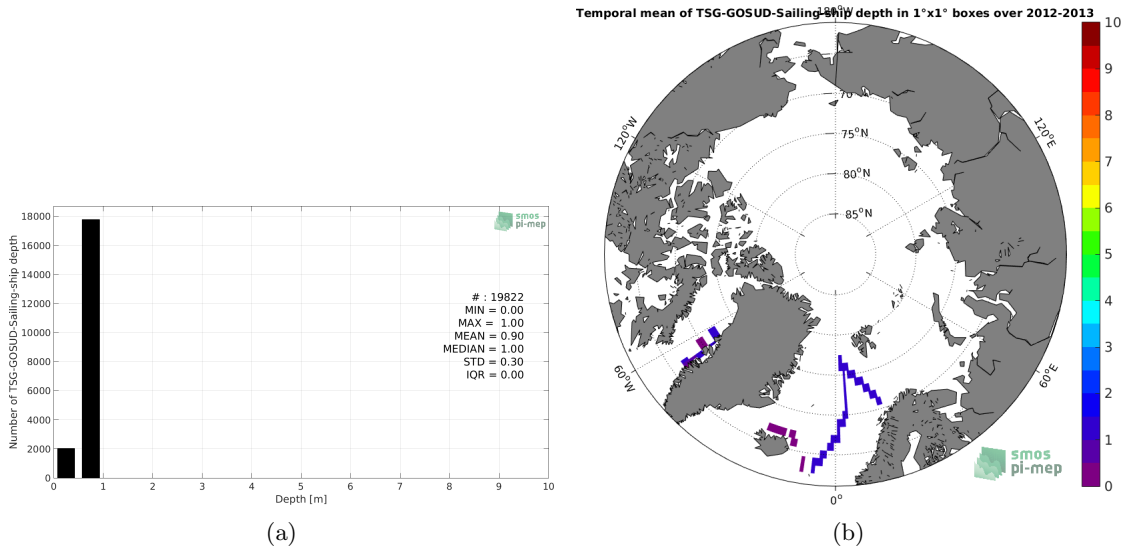 Temporal mean of TSG-GOSUD-Sailing-ship depth in 1°x1° boxes over 2012-2013
180°W
120°W
120°E
60°W
60°E
0°
70
75°N
80°N
85°N
10
9
8
7
6
5
4
3
2
1
0
smos
pi-mep
Number of TSG-GOSUD-Sailing-ship depth
18000
16000
14000
12000
10000
8000
6000
4000
2000
0
0 1 2 3 4 5 6 7 8 9 10
Depth [m]
smos
pi-mep
# : 19822
MIN = 0.00
MAX = 1.00
MEAN = 0.90
MEDIAN = 1.00
STD = 0.30
IQR = 0.00
(a)
(b)